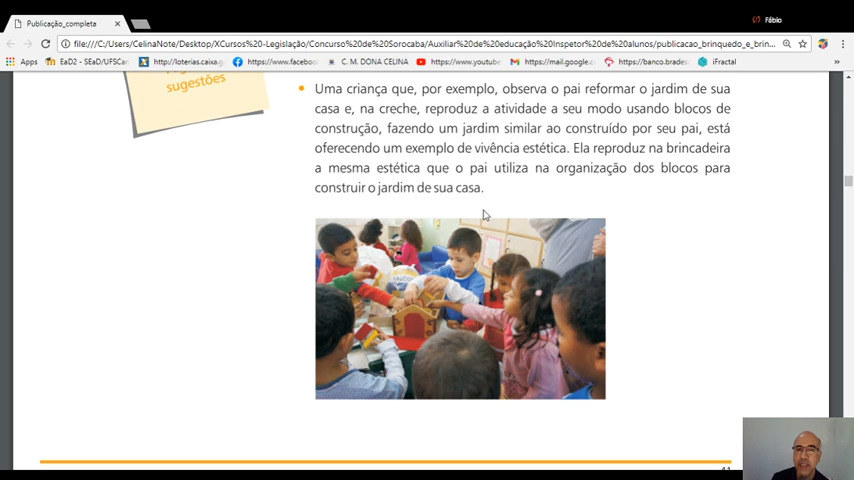 Fábio
Publicação_completa
file:///C:/Users/CelinaNote/Desktop/XCursos%20-Legislação/Concurso%20de%20Sorocaba/Auxiliar%20de%20educação%20Inspetor%20de%20alunos/publicacao_brinquedo_e_brin...
Apps EaD2 - SEaD/UFSCar http://loterias.caixa.g https://www.faceboo C. M. DONA CELINA https://www.youtube https://mail.google.c https://banco.brades iFractal
sugestões
Uma criança que, por exemplo, observa o pai reformar o jardim de sua
casa e, na creche, reproduz a atividade a seu modo usando blocos de
construção, fazendo um jardim similar ao construído por seu pai, está
oferecendo um exemplo de vivência estética. Ela reproduz na brincadeira
a mesma estética que o pai utiliza na organização dos blocos para
construir o jardim de sua casa.